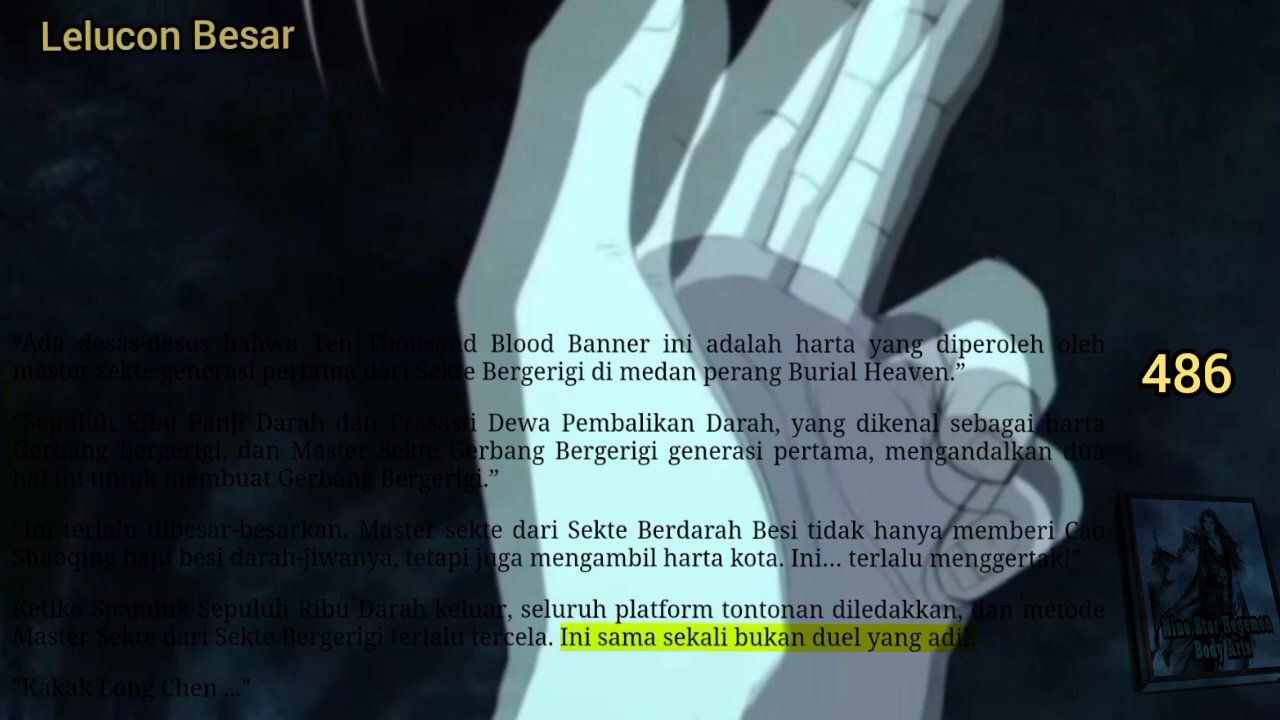 Lelucon Besar
“Ada desas-desus bahwa Ten Thousand Blood Banner ini adalah harta yang diperoleh oleh
master sekte generasi pertama dari Sekte Bergerigi di medan perang Burial Heaven.”
“Sepuluh Ribu Panji Darah dan Prasasti Dewa Pembalikan Darah, yang dikenal sebagai harta
Gerbang Bergerigi, dan Master Sekte Gerbang Bergerigi generasi pertama, mengandalkan dua
hal ini untuk membuat Gerbang Bergerigi.”
“Ini terlalu dibesar-besarkan. Master sekte dari Sekte Berdarah Besi tidak hanya memberi Cao
Shaoqing baju besi darah-jiwanya, tetapi juga mengambil harta kota. Ini... terlalu menggertak!”
Ketika Spanduk Sepuluh Ribu Darah keluar, seluruh platform tontonan diledakkan, dan metode
Master Sekte dari Sekte Bergerigi terlalu tercela. Ini sama sekali bukan duel yang adil.
"Kakak Long Chen ..."
486
Nine Star Hegemon
Body Arts